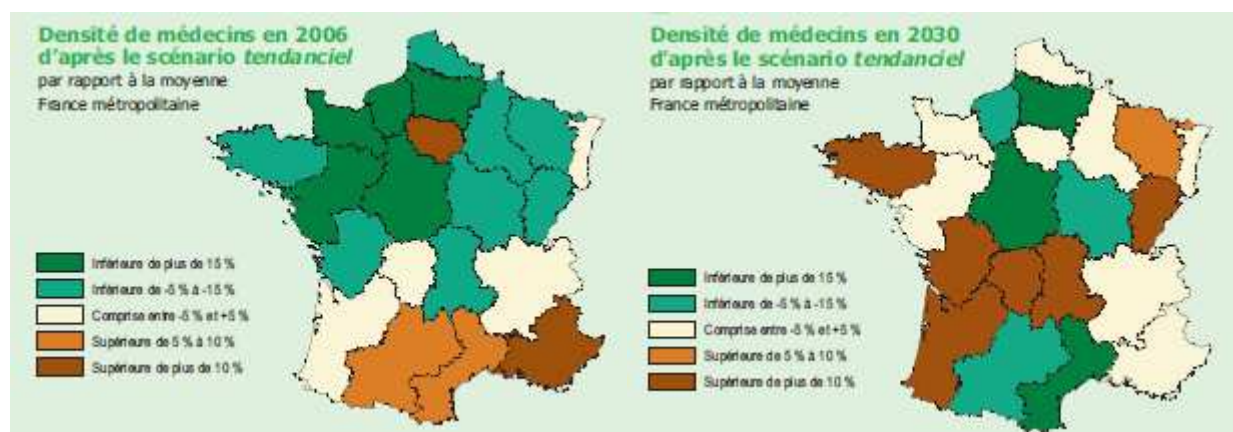 Densité de médecins en 2006
d'après le scénario tendanciel
par rapport à la moyenne
France métropolitaine
Inférieure de plus de 15 %
Inférieure de -5 % à -15 %
Comprise entre -5 % et +5 %
Supérieure de 5 % à 10 %
Supérieure de plus de 10 %
Densité de médecins en 2030
d'après le scénario tendanciel
par rapport à la moyenne
France métropolitaine
Inférieure de plus 15 %
Inférieure de -5 % à -15 %
Comprise entre -5 % et +5 %
Supérieure de 5 % à 10 %
Supérieure de plus de 10 %